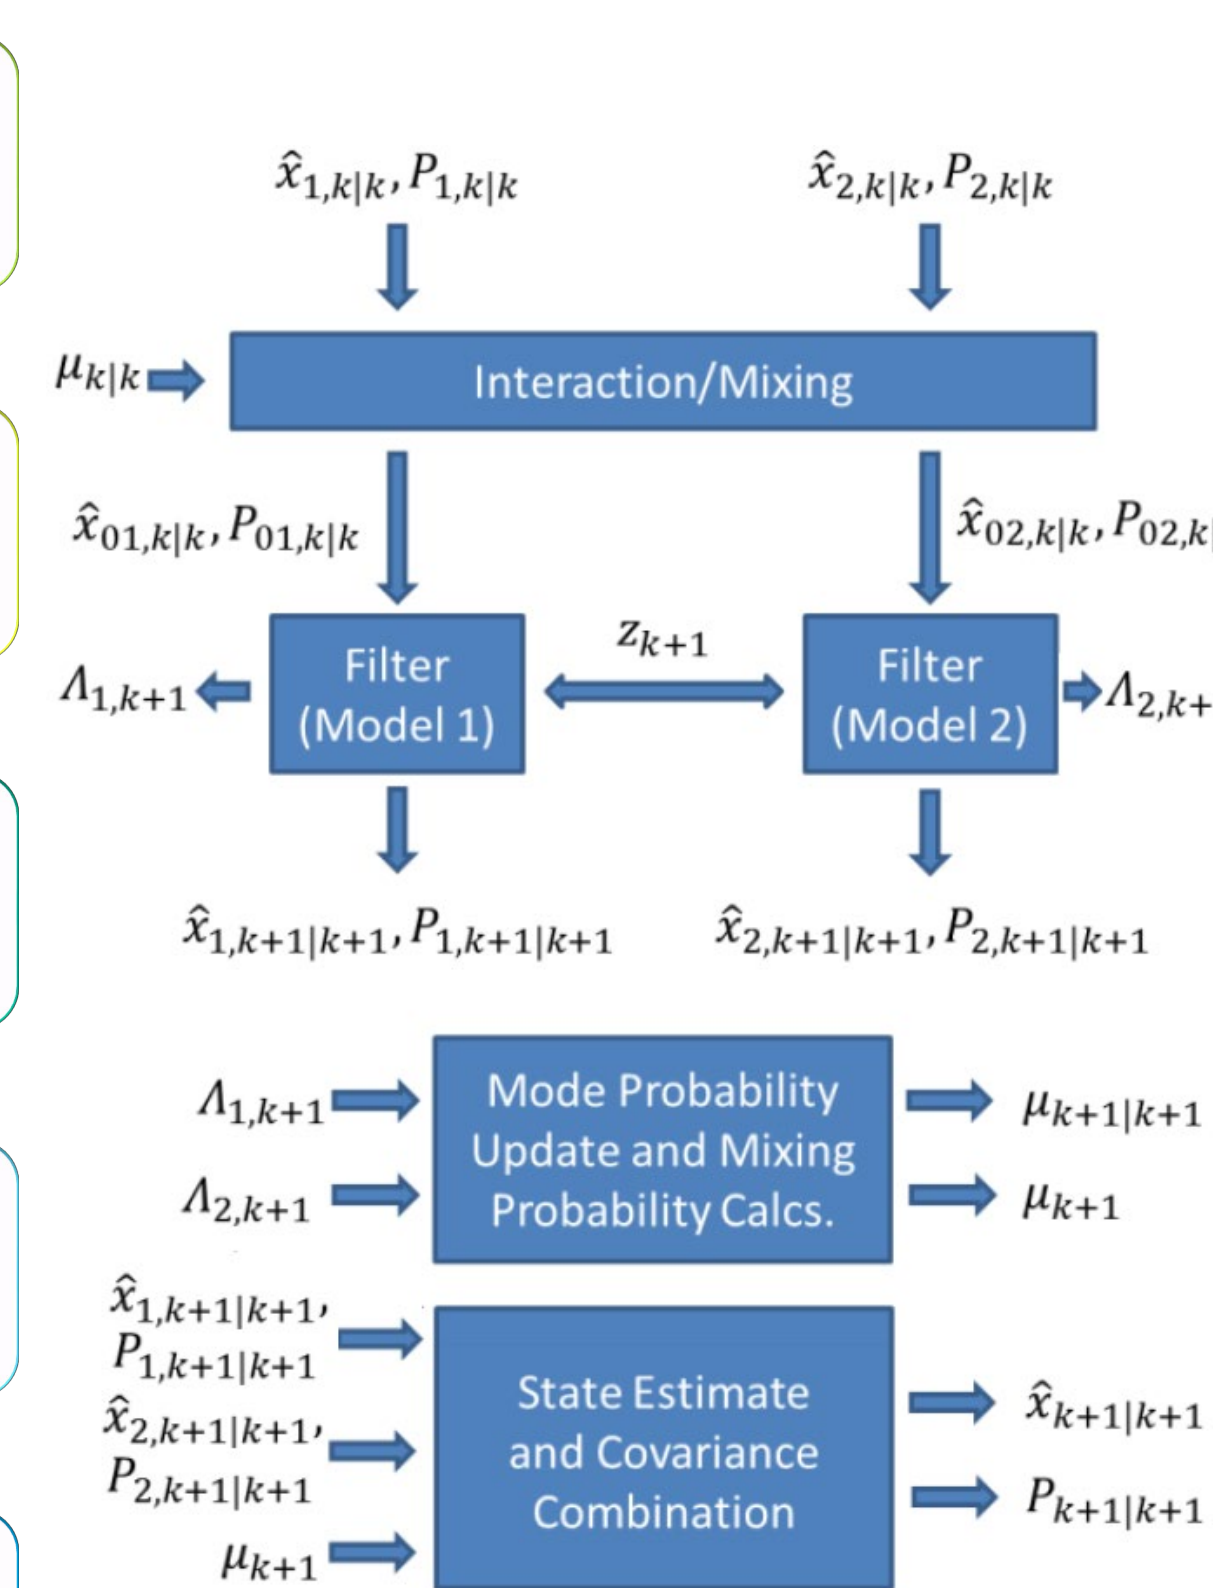 x̂₁,ₖ|ₖ, P₁,ₖ|ₖ x̂₂,ₖ|ₖ, P₂,ₖ|ₖ
μₖ|ₖ Interaction/Mixing
x̂₀₁,ₖ|ₖ, P₀₁,ₖ|ₖ x̂₀₂,ₖ|ₖ, P₀₂,ₖ|
zₖ₊₁
Filter
(Model 1)
Filter
(Model 2)
Λ₁,ₖ₊₁ Λ₂,ₖ₊
x̂₁,ₖ₊₁|ₖ₊₁, P₁,ₖ₊₁|ₖ₊₁ x̂₂,ₖ₊₁|ₖ₊₁, P₂,ₖ₊₁|ₖ₊₁
Λ₁,ₖ₊₁
Λ₂,ₖ₊₁
Mode Probability
Update and Mixing
Probability Calcs.
μₖ₊₁|ₖ₊₁
μₖ₊₁
x̂₁,ₖ₊₁|ₖ₊₁,
P₁,ₖ₊₁|ₖ₊₁
x̂₂,ₖ₊₁|ₖ₊₁,
P₂,ₖ₊₁|ₖ₊₁
μₖ₊₁
State Estimate
and Covariance
Combination
x̂ₖ₊₁|ₖ₊₁
Pₖ₊₁|ₖ₊₁